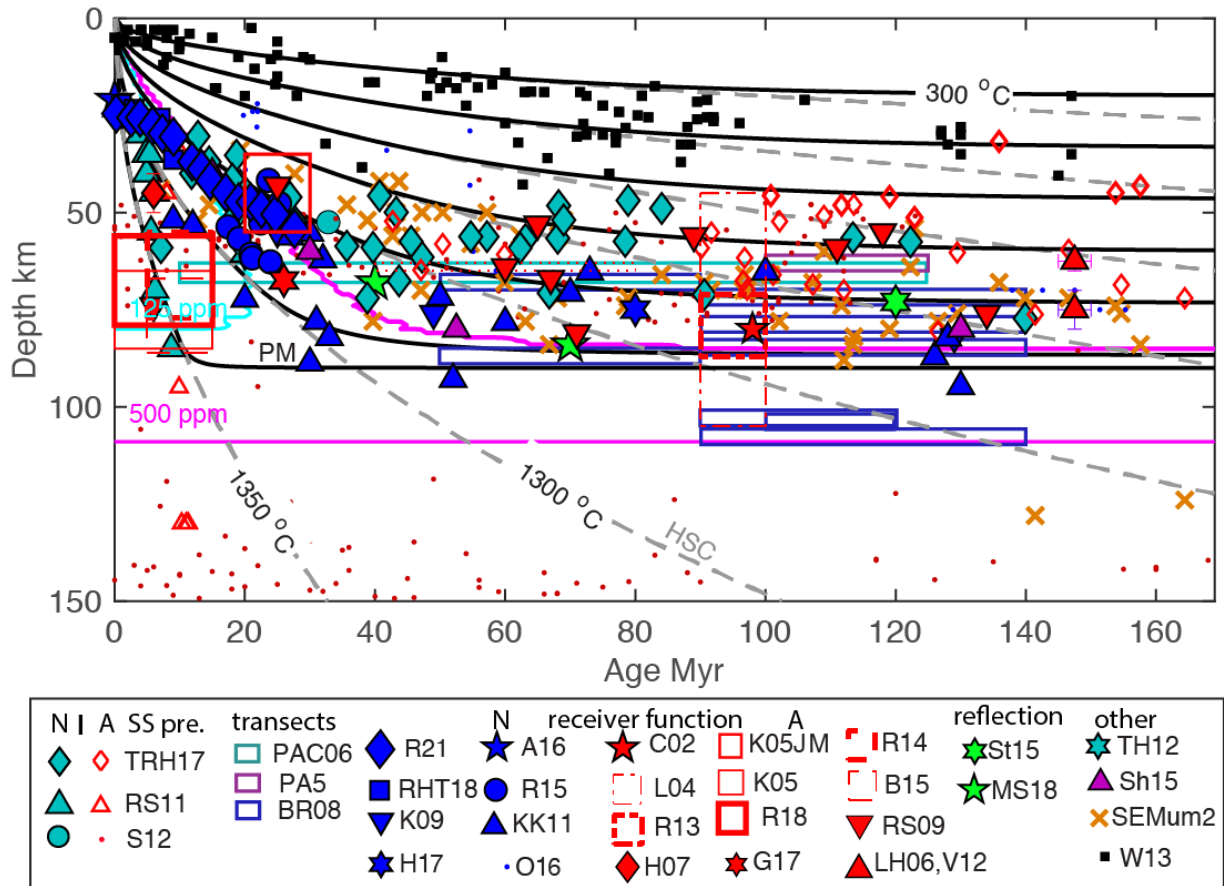 0
50
100
150
Depth km
0 20 40 60 80 100 120 140 160
Age Myr
300 °C
125 ppm
PM
500 ppm
1350 °C
1300 °C
HSC
N I A SS pre. transects N receiver function A reflection other
TRH17 PAC06 R21 A16 C02 K05JM R14 St15 TH12
RS11 PA5 RHT18 R15 L04 K05 B15 MS18 Sh15
S12 BR08 K09 KK11 R13 R18 RS09 SEMum2
H17 O16 H07 G17 LH06,V12 W13